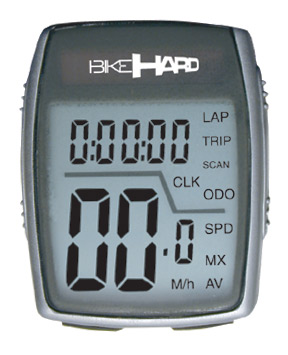 BIKEHARD
LAP
0:00:00 TRIP
SCAN
CLK
ODO
00.0 SPD
MX
M/h AV